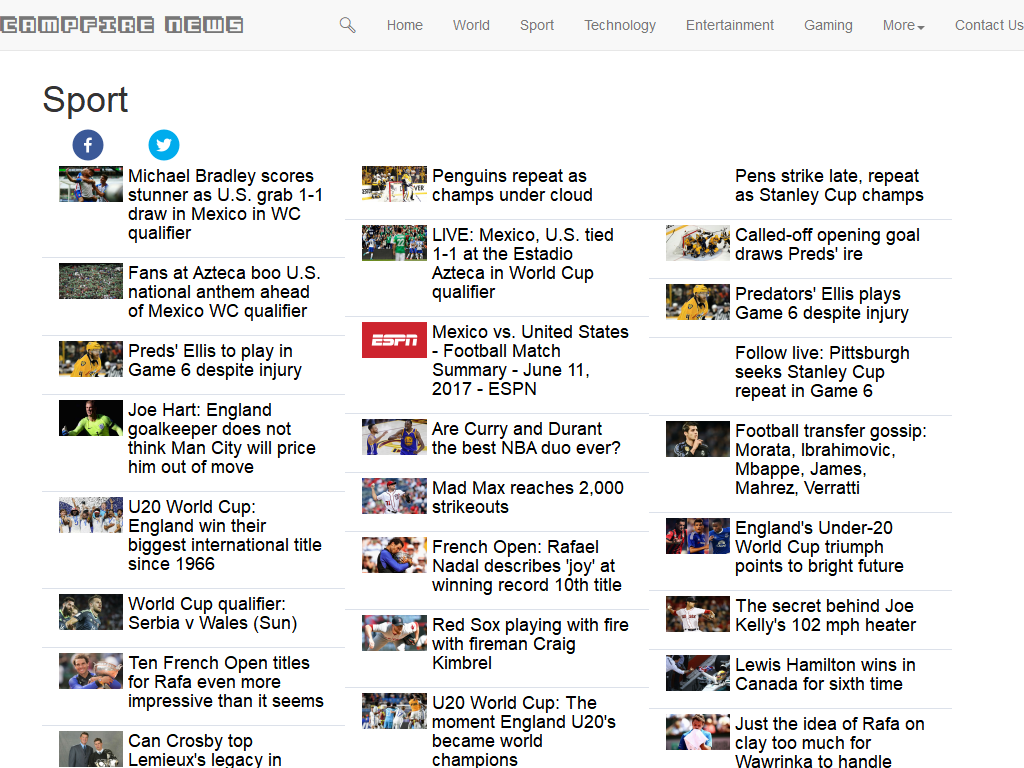 CAMPFIRE NEWS
Home
World
Sport
Technology
Entertainment
Gaming
More
Contact Us
Sport
Michael Bradley scores
stunner as U.S. grab 1-1
draw in Mexico in WC
qualifier
Fans at Azteca boo U.S.
national anthem ahead
of Mexico WC qualifier
Preds' Ellis to play in
Game 6 despite injury
Joe Hart: England
goalkeeper does not
think Man City will price
him out of move
U20 World Cup:
England win their
biggest international title
since 1966
World Cup qualifier:
Serbia v Wales (Sun)
Ten French Open titles
for Rafa even more
impressive than it seems
Can Crosby top
Lemieux's legacy in
Penguins repeat as
champs under cloud
LIVE: Mexico, U.S. tied
1-1 at the Estadio
Azteca in World Cup
qualifier
ESPN
Mexico vs. United States
- Football Match
Summary - June 11,
2017 - ESPN
Are Curry and Durant
the best NBA duo ever?
Mad Max reaches 2,000
strikeouts
French Open: Rafael
Nadal describes 'joy' at
winning record 10th title
Red Sox playing with fire
with fireman Craig
Kimbrel
U20 World Cup: The
moment England U20's
became world
champions
Pens strike late, repeat
as Stanley Cup champs
Called-off opening goal
draws Preds' ire
Predators' Ellis plays
Game 6 despite injury
Follow live: Pittsburgh
seeks Stanley Cup
repeat in Game 6
Football transfer gossip:
Morata, Ibrahimovic,
Mbappe, James,
Mahrez, Verratti
England's Under-20
World Cup triumph
points to bright future
The secret behind Joe
Kelly's 102 mph heater
Lewis Hamilton wins in
Canada for sixth time
Just the idea of Rafa on
clay too much for
Wawrinka to handle